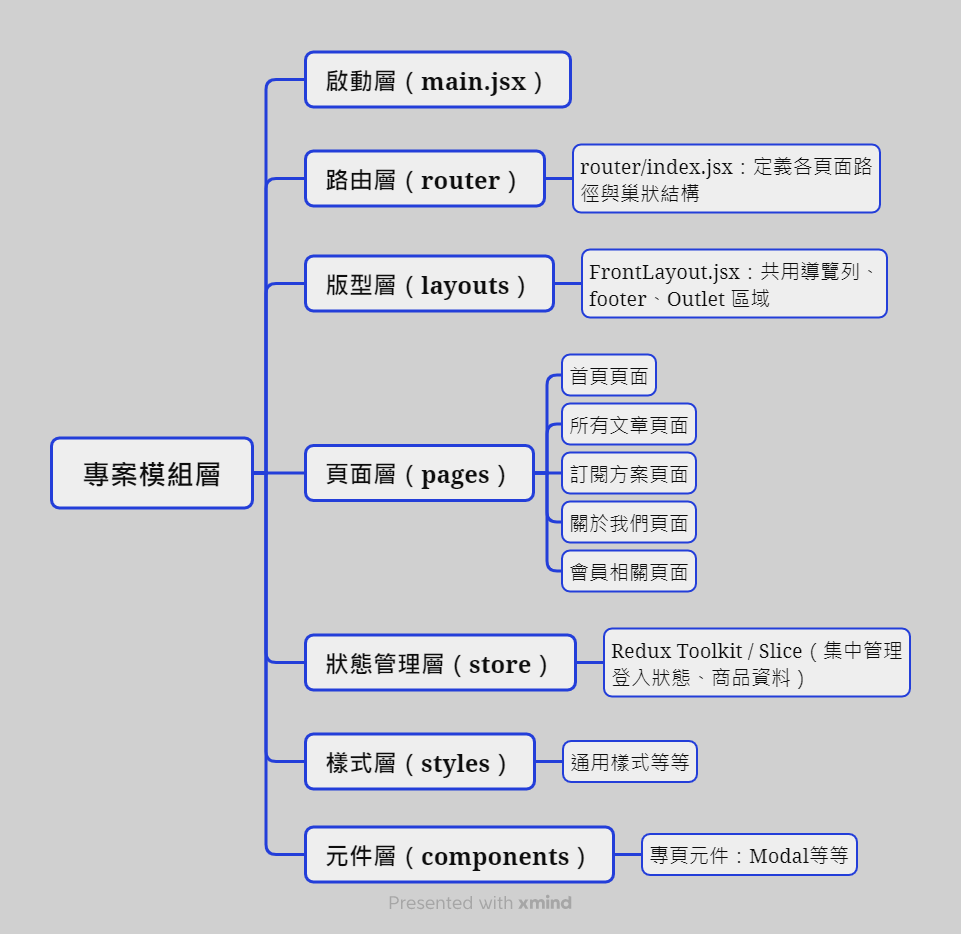 啟動層（main.jsx）
路由層（router）
router/index.jsx：定義各頁面路
徑與巢狀結構
版型層（layouts）
FrontLayout.jsx：共用導覽列、
footer、Outlet 區域
專案模組層
頁面層（pages）
首頁頁面
所有文章頁面
訂閱方案頁面
關於我們頁面
會員相關頁面
狀態管理層（store）
Redux Toolkit / Slice（集中管理
登入狀態、商品資料）
樣式層（styles）
通用樣式等等
元件層（components）
專頁元件：Modal等等
Presented with xmind